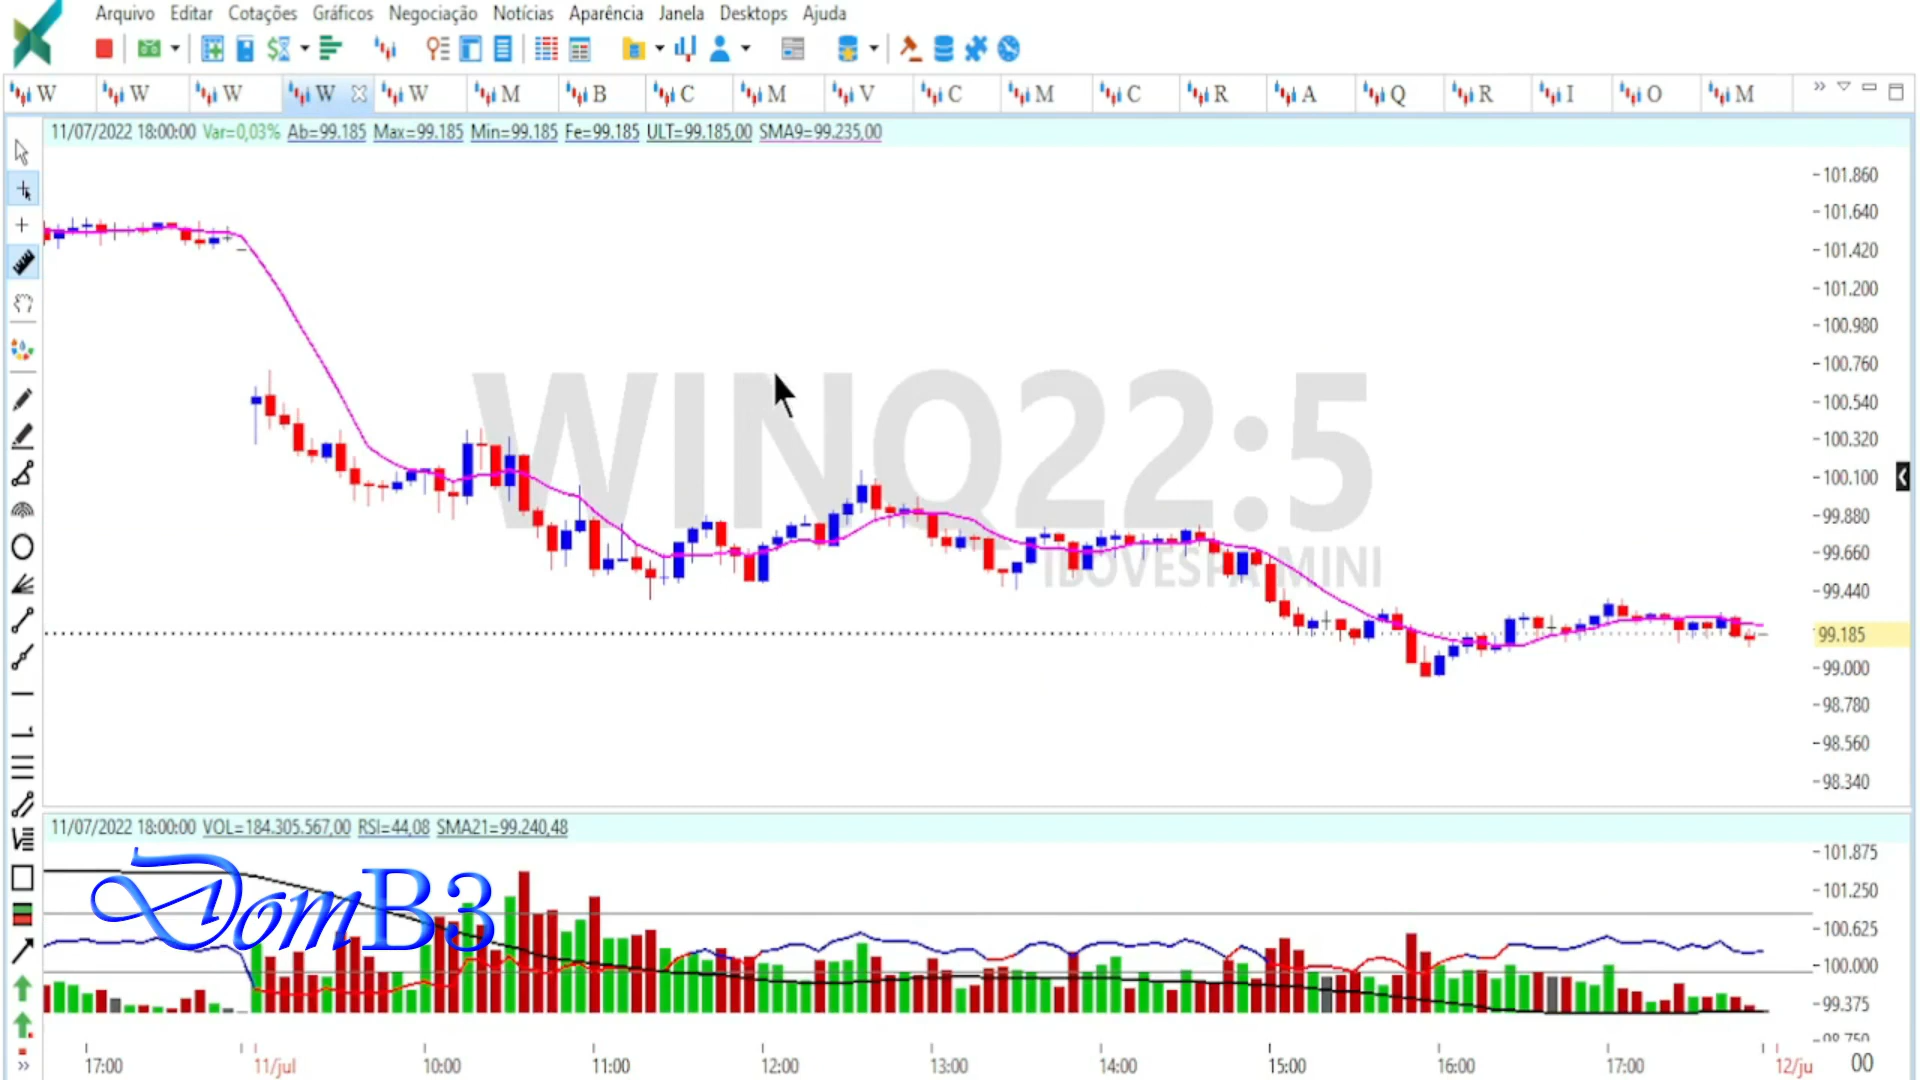 Arquivo Editar Cotações Gráficos Negociação Notícias Aparência Janela Desktops Ajuda
W W W W W M B C M V C M C R A Q R I O M
11/07/2022 18:00:00 Var=0,03% Ab=99.185 Max=99.185 Min=99.185 Fe=99.185 ULT=99.185,00 SMA9=99.235,00
101.860
101.640
101.420
101.200
100.980
100.760
100.540
100.320
100.100
99.880
99.660
99.440
99.185
99.000
98.780
98.560
98.340
WINQ22:5
IBOVESPA MINI
11/07/2022 18:00:00 VOL=184.305.567,00 RSI=44,08 SMA21=99.240,48
DomB3
101.875
101.250
100.625
100.000
99.375
98.750
17:00 11/jul 10:00 11:00 12:00 13:00 14:00 15:00 16:00 17:00 12/ju 00